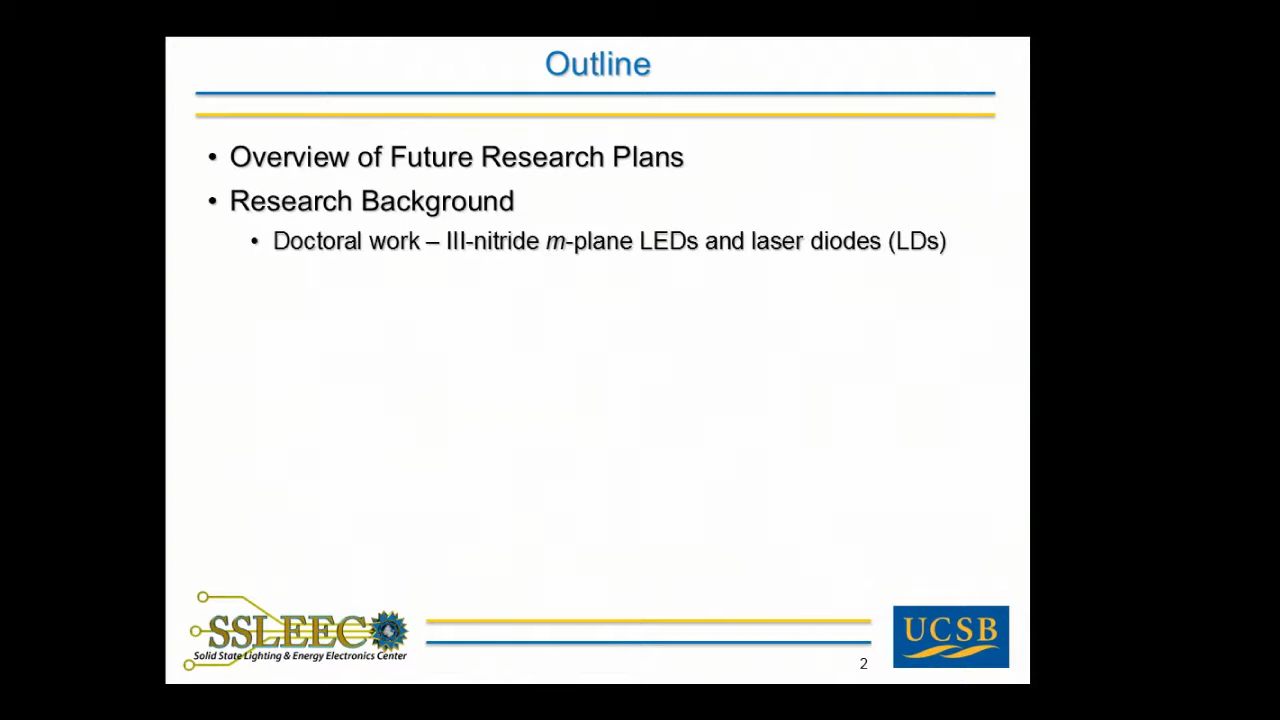 Outline
• Overview of Future Research Plans
• Research Background
• Doctoral work – III-nitride m-plane LEDs and laser diodes (LDs)
SSLEEC
Solid State Lighting & Energy Electronics Center
2
UCSB